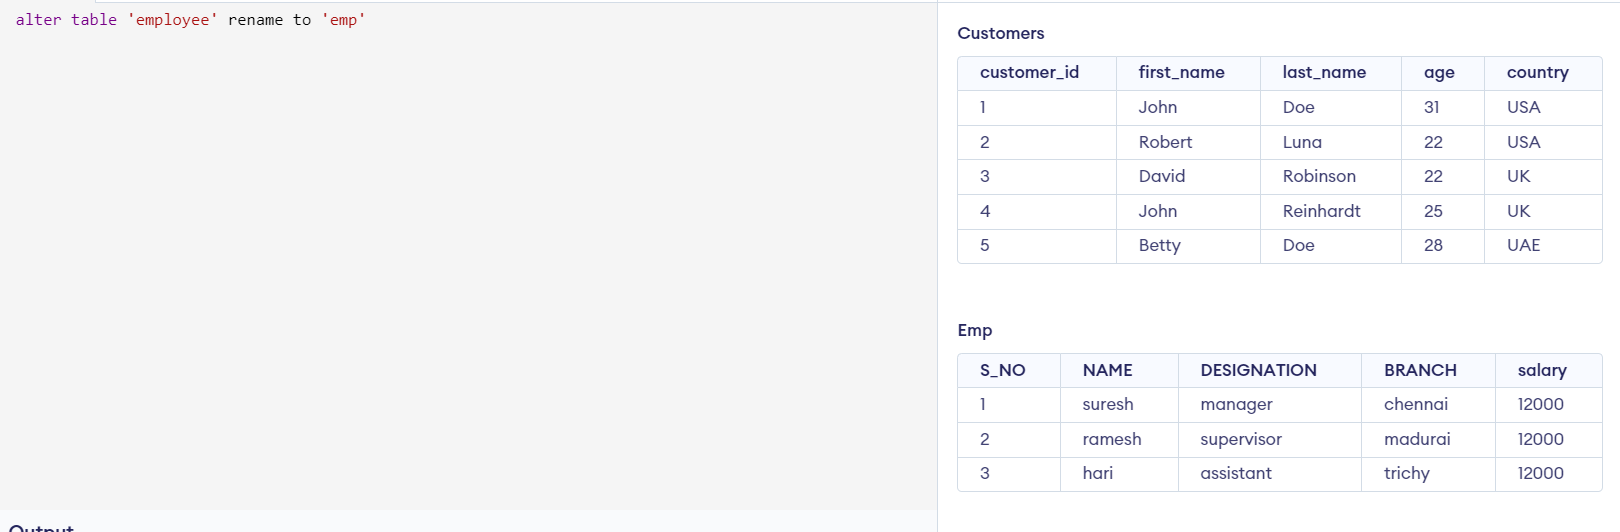 alter table 'employee' rename to 'emp'
Customers
customer_id first_name last_name age country
1 John Doe 31 USA
2 Robert Luna 22 USA
3 David Robinson 22 UK
4 John Reinhardt 25 UK
5 Betty Doe 28 UAE
Emp
S_NO NAME DESIGNATION BRANCH salary
1 suresh manager chennai 12000
2 ramesh supervisor madurai 12000
3 hari assistant trichy 12000
Output